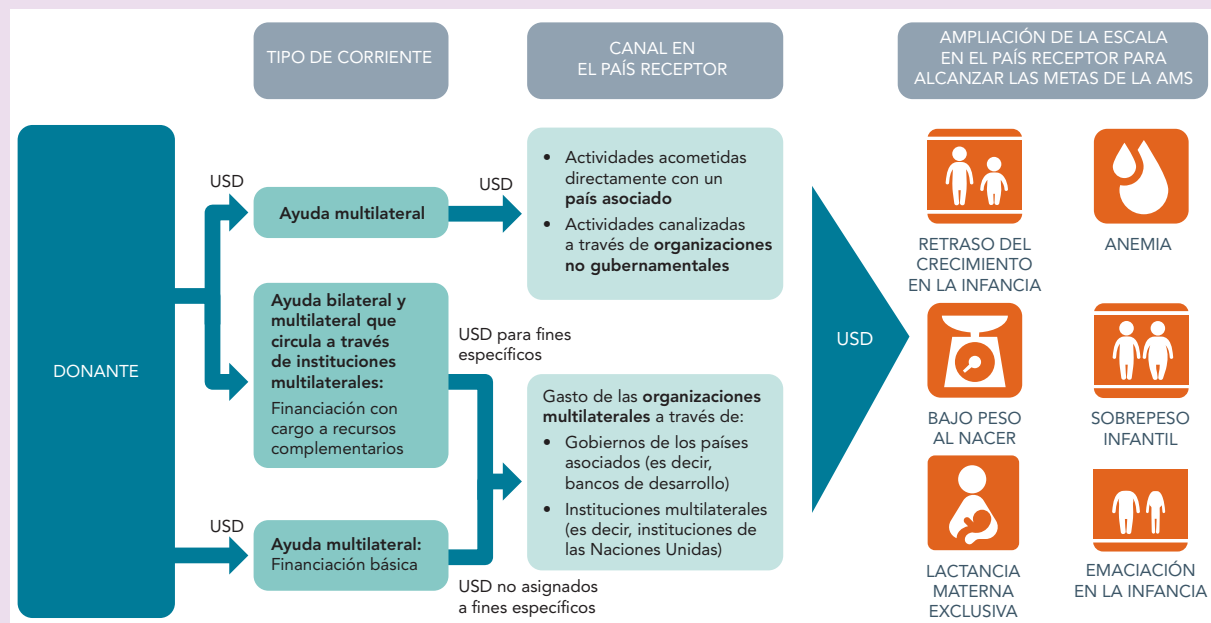 TIPO DE CORRIENTE
CANAL EN
EL PAÍS RECEPTOR
AMPLIACIÓN DE LA ESCALA
EN EL PAÍS RECEPTOR PARA
ALCANZAR LAS METAS DE LA AMS
DONANTE
USD
Ayuda multilateral
USD
• Actividades acometidas
directamente con un
país asociado
• Actividades canalizadas
a través de organizaciones
no gubernamentales
Ayuda bilateral y
multilateral que
circula a través
de instituciones
multilaterales:
Financiación con
cargo a recursos
complementarios
USD para fines
específicos
USD
Ayuda multilateral:
Financiación básica
USD no asignados
a fines específicos
Gasto de las organizaciones
multilaterales a través de:
• Gobiernos de los países
asociados (es decir,
bancos de desarrollo)
• Instituciones multilaterales
(es decir, instituciones de
las Naciones Unidas)
USD
RETRASO DEL
CRECIMIENTO
EN LA INFANCIA
ANEMIA
BAJO PESO
AL NACER
SOBREPESO
INFANTIL
LACTANCIA
MATERNA
EXCLUSIVA
EMACIACIÓN
EN LA INFANCIA